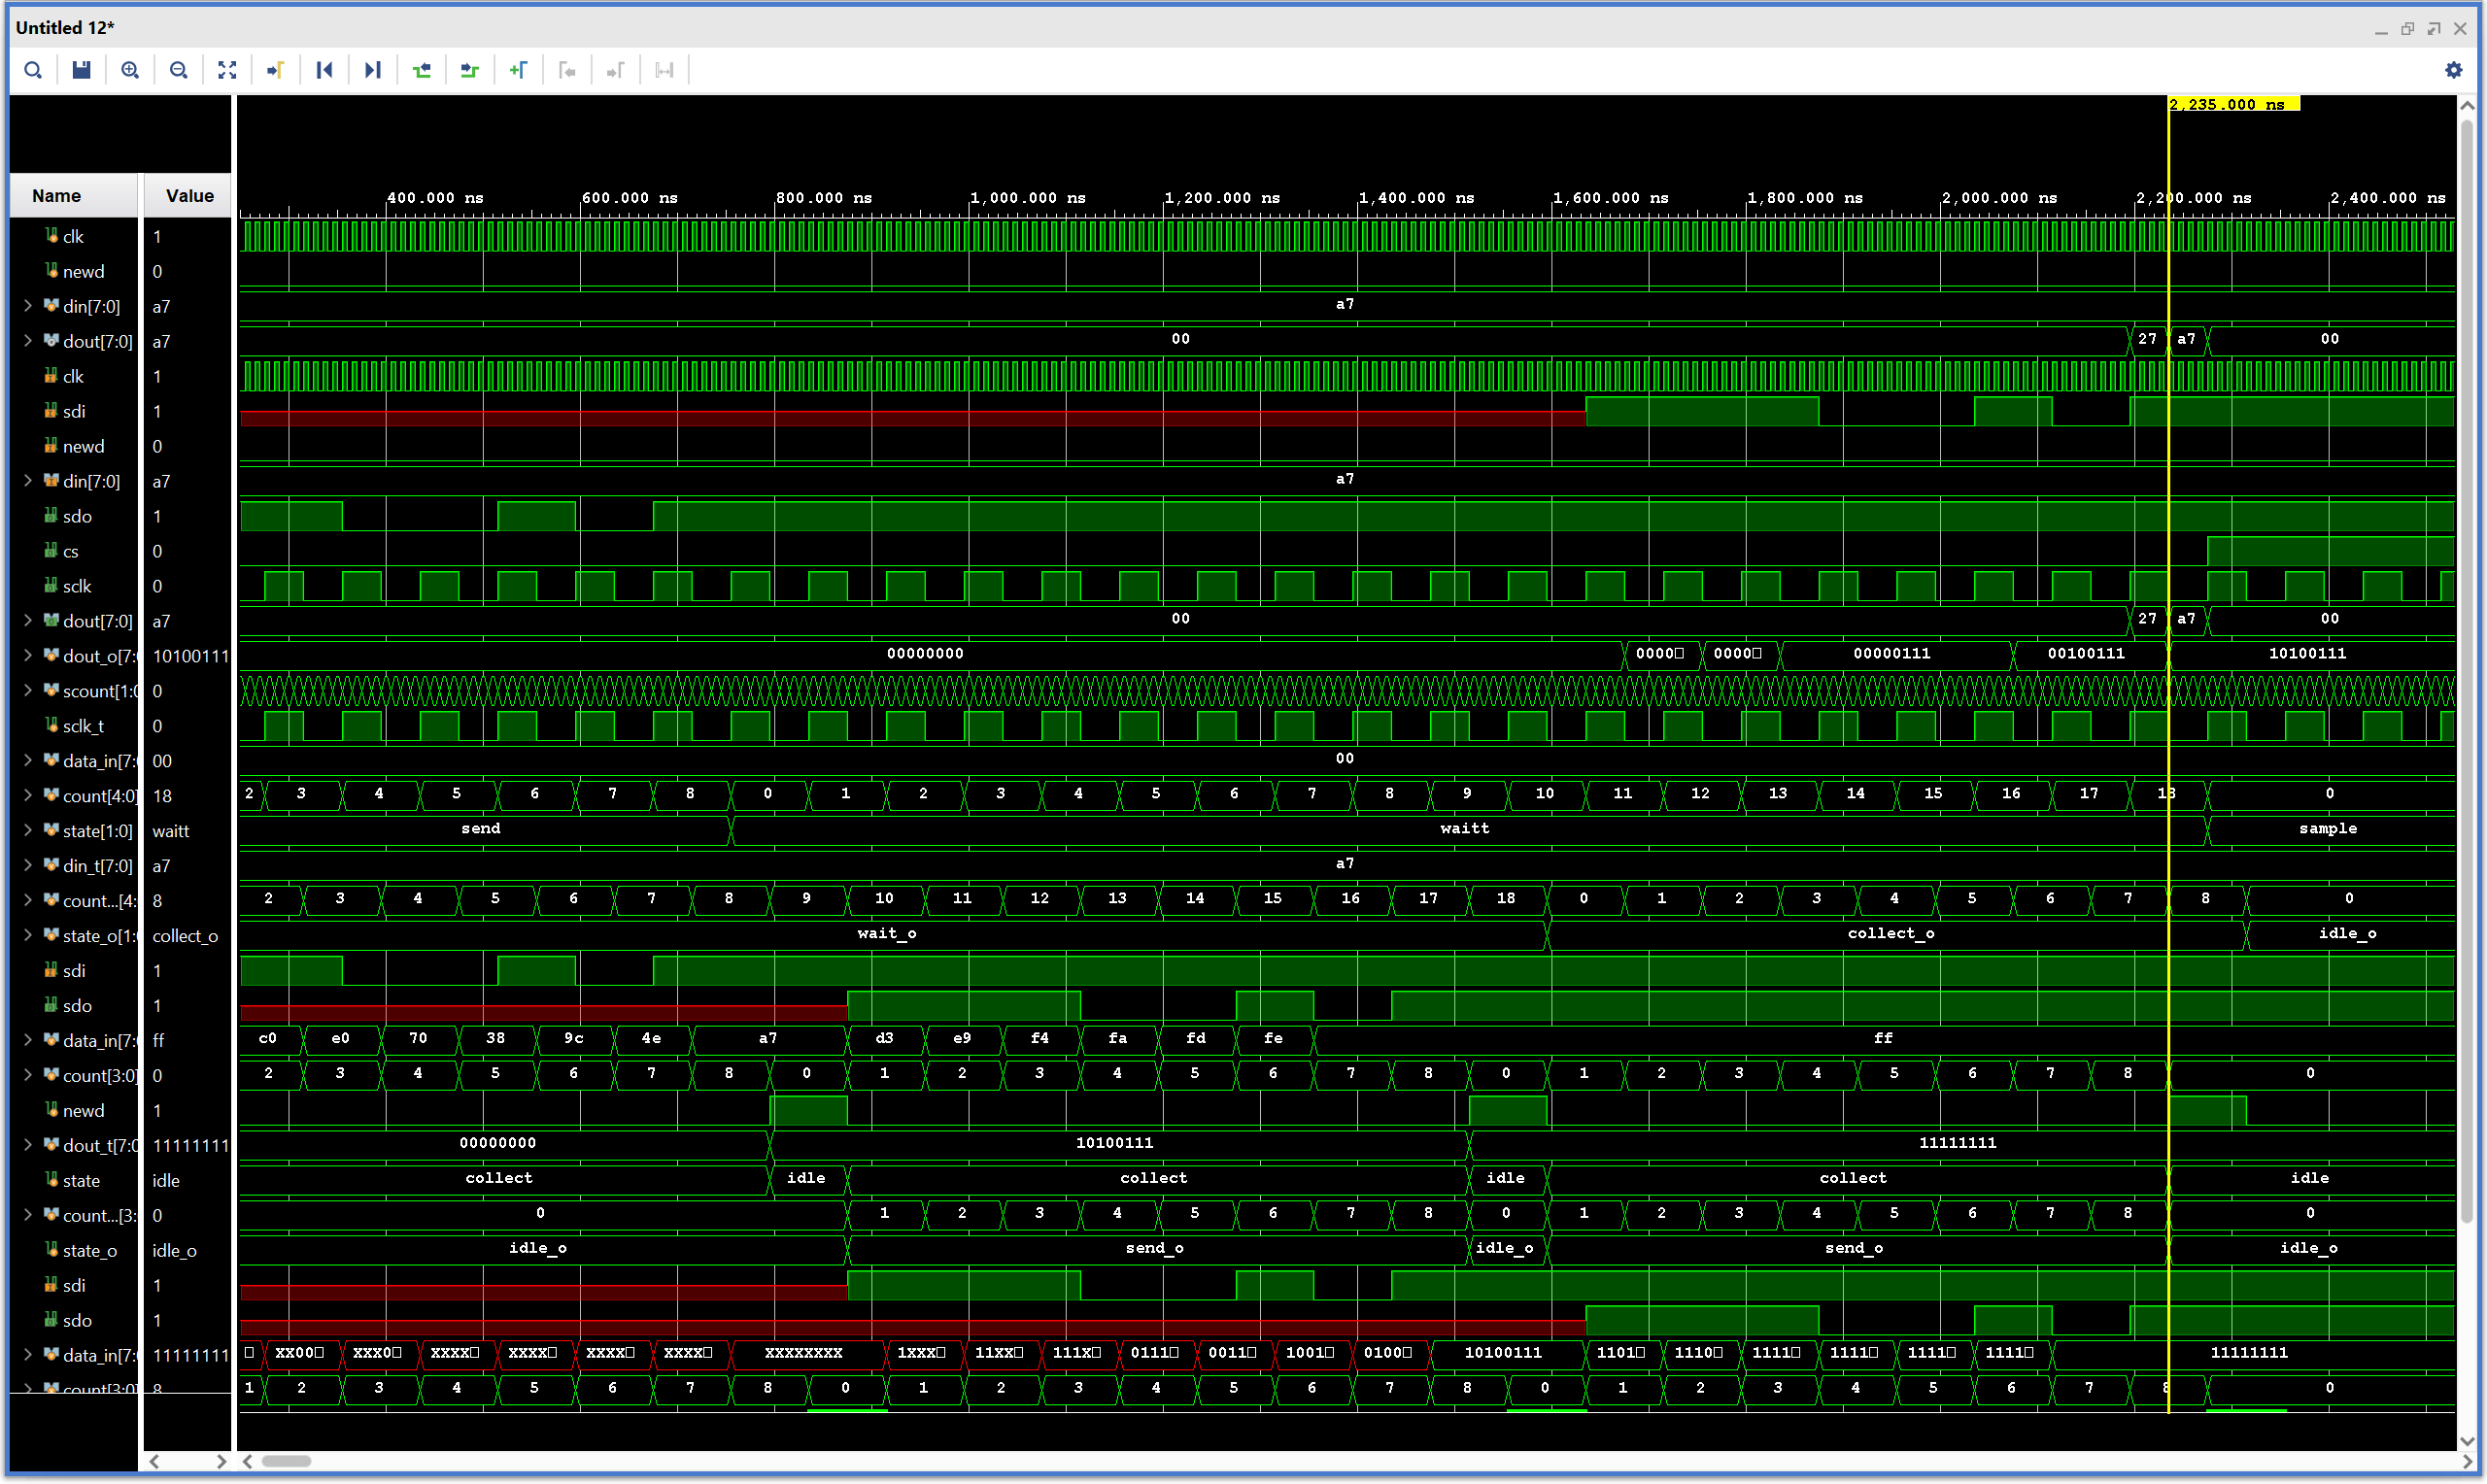 Untitled 12*
2,235.000 ns
Name Value
400.000 ns 600.000 ns 800.000 ns 1,000.000 ns 1,200.000 ns 1,400.000 ns 1,600.000 ns 1,800.000 ns 2,000.000 ns 2,200.000 ns 2,400.000 ns
clk 1
newd 0
din[7:0] a7 a7
dout[7:0] a7 00 27 a7 00
clk 1
sdi 1
newd 0
din[7:0] a7 a7
sdo 1
cs 0
sclk 0
dout[7:0] a7 00 27 a7 00
dout_o[7:0 10100111 00000000 0000 0000 00000111 00100111 10100111
scount[1:0 0
sclk_t 0
data_in[7:0 00 00
count[4:0] 18 2 3 4 5 6 7 8 0 1 2 3 4 5 6 7 8 9 10 11 12 13 14 15 16 17 18 0
state[1:0] waitt send waitt sample
din_t[7:0] a7 a7
count...[4: 8 2 3 4 5 6 7 8 9 10 11 12 13 14 15 16 17 18 0 1 2 3 4 5 6 7 8 0
state_o[1:0 collect_o wait_o collect_o idle_o
sdi 1
sdo 1
data_in[7:0 ff c0 e0 70 38 9c 4e a7 d3 e9 f4 fa fd fe ff
count[3:0] 0 2 3 4 5 6 7 8 0 1 2 3 4 5 6 7 8 0 1 2 3 4 5 6 7 8 0
newd 1
dout_t[7:0 11111111 00000000 10100111 11111111
state idle collect idle collect idle collect idle
count...[3: 0 0 1 2 3 4 5 6 7 8 0 1 2 3 4 5 6 7 8 0
state_o idle_o idle_o send_o idle_o send_o idle_o
sdi 1
sdo 1
data_in[7:0 11111111 XX00 XXX0 XXXX XXXX XXXX XXXX XXXXXXXX 1XXX 11XX 111X 0111 0011 1001 0100 10100111 1101 1110 1111 1111 1111 1111 11111111
count[3:0] 8 1 2 3 4 5 6 7 8 0 1 2 3 4 5 6 7 8 0 1 2 3 4 5 6 7 8 0